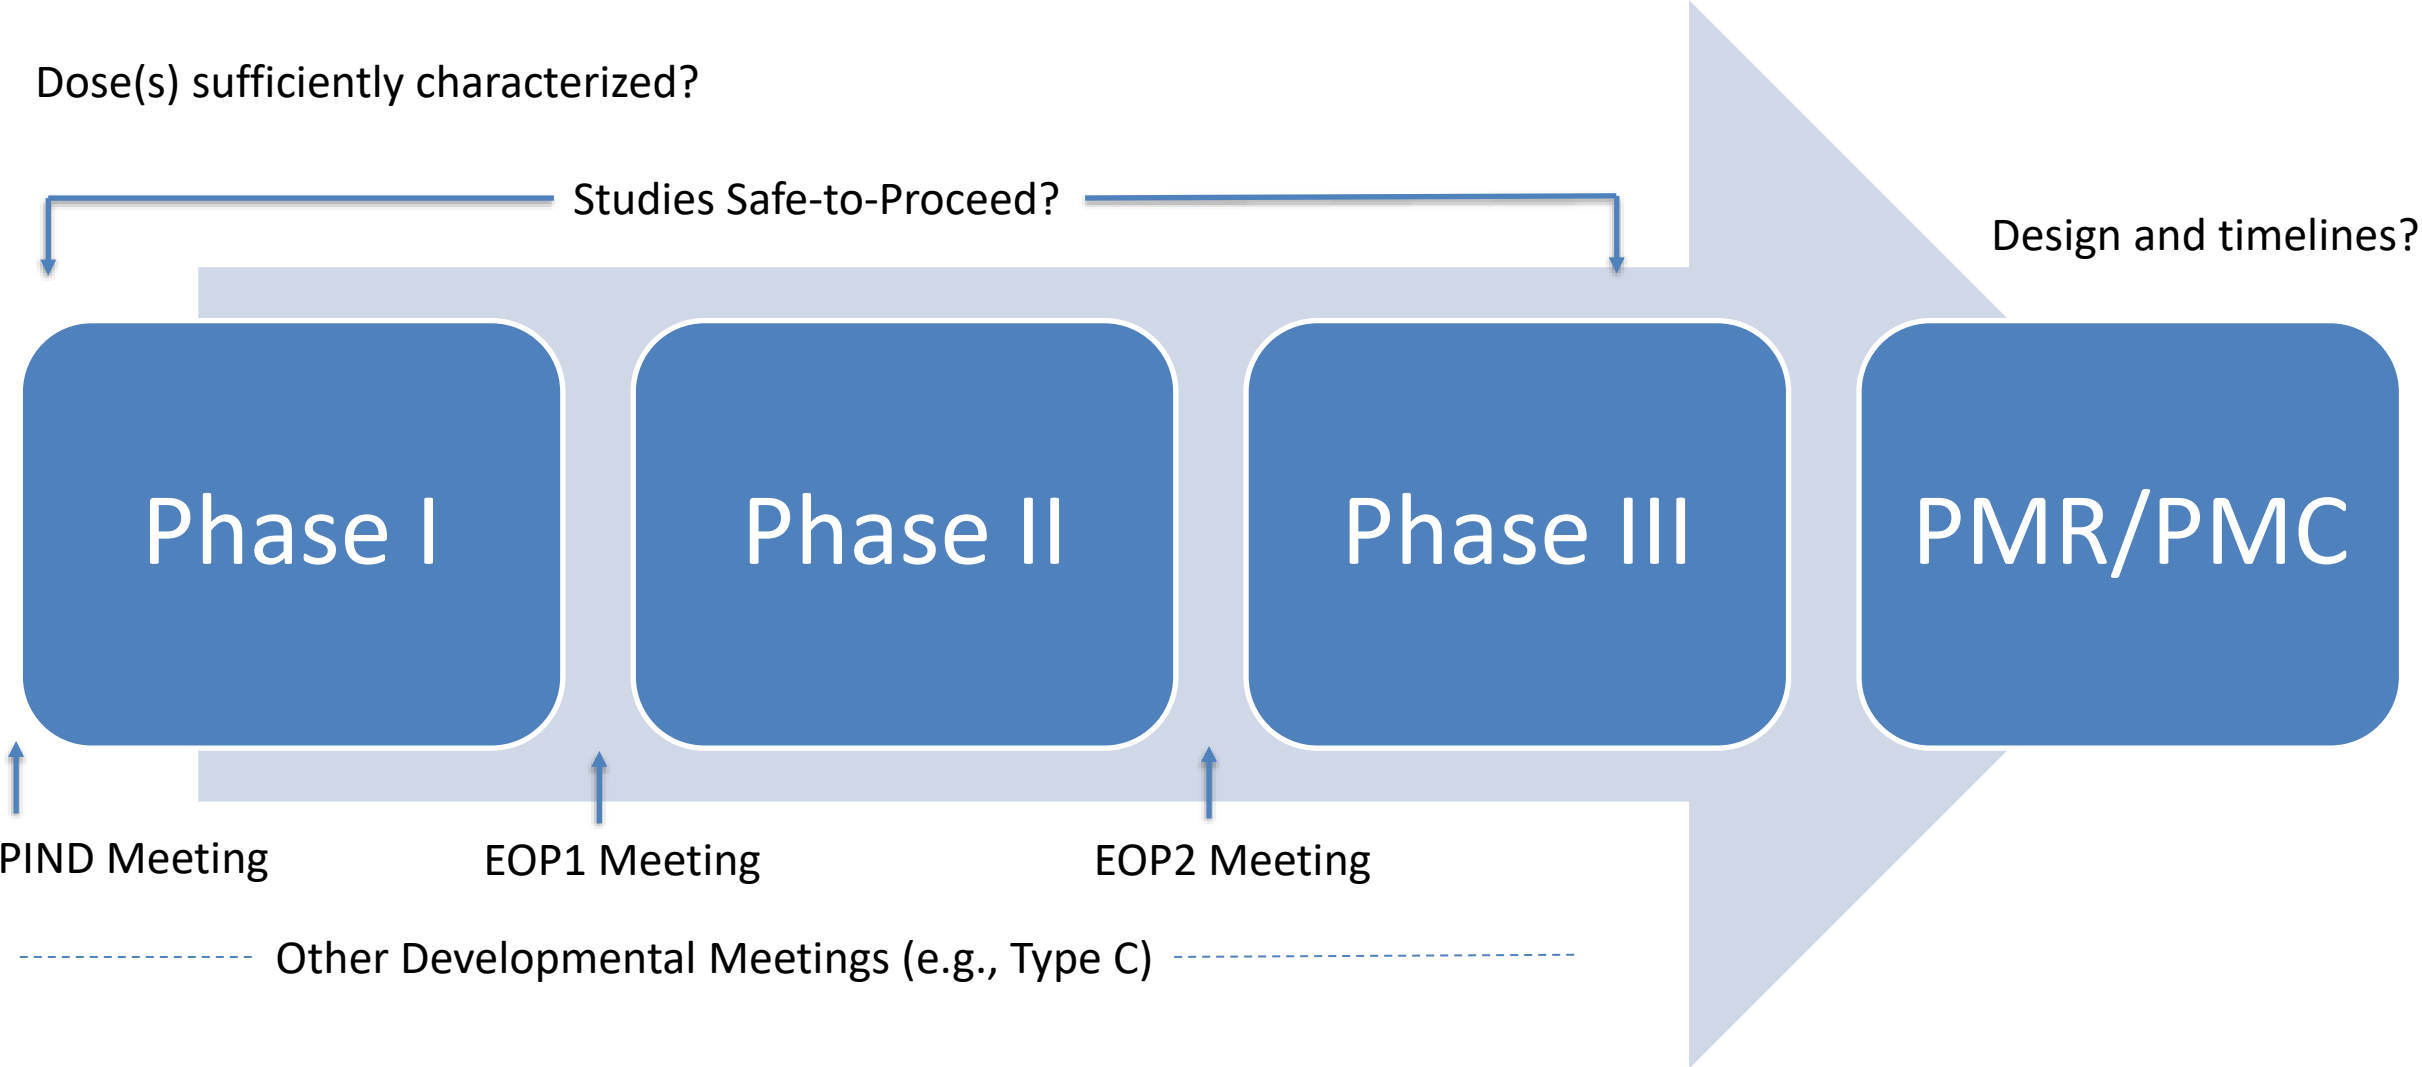 Dose(s) sufficiently characterized?
Studies Safe-to-Proceed?
Design and timelines?
Phase I
Phase II
Phase III
PMR/PMC
PIND Meeting
EOP1 Meeting
EOP2 Meeting
Other Developmental Meetings (e.g., Type C)